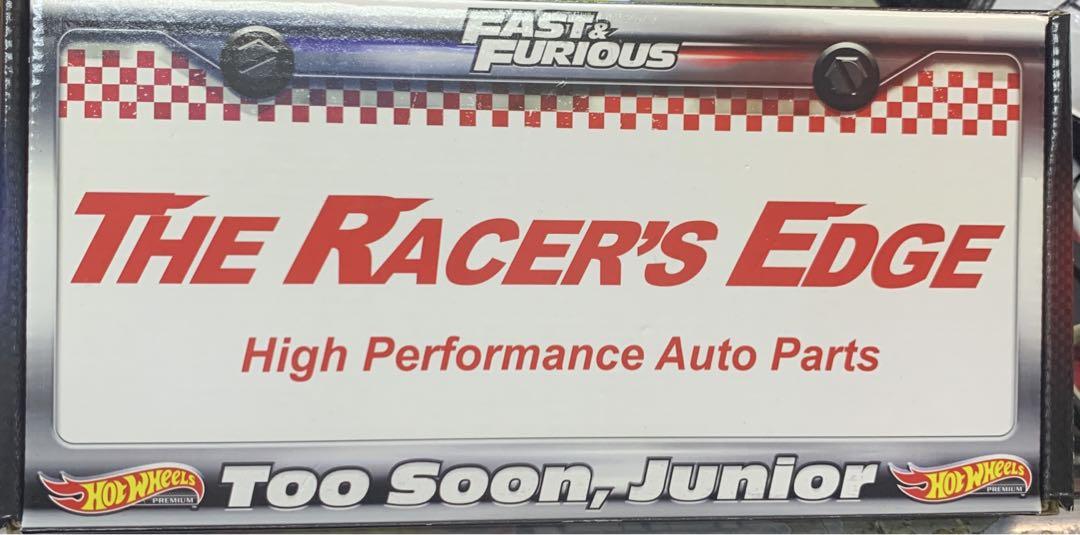 FAST &
FURIOUS
THE RACER'S EDGE
High Performance Auto Parts
HOT WHEELS
PREMIUM
TOO SOON, JUNIOR
HOT WHEELS
PREMIUM